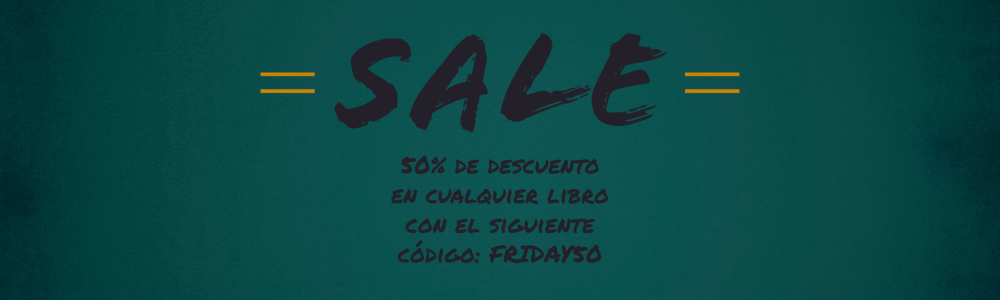 SALE
50% DE DESCUENTO
EN CUALQUIER LIBRO
CON EL SIGUIENTE
CÓDIGO: FRIDAY50